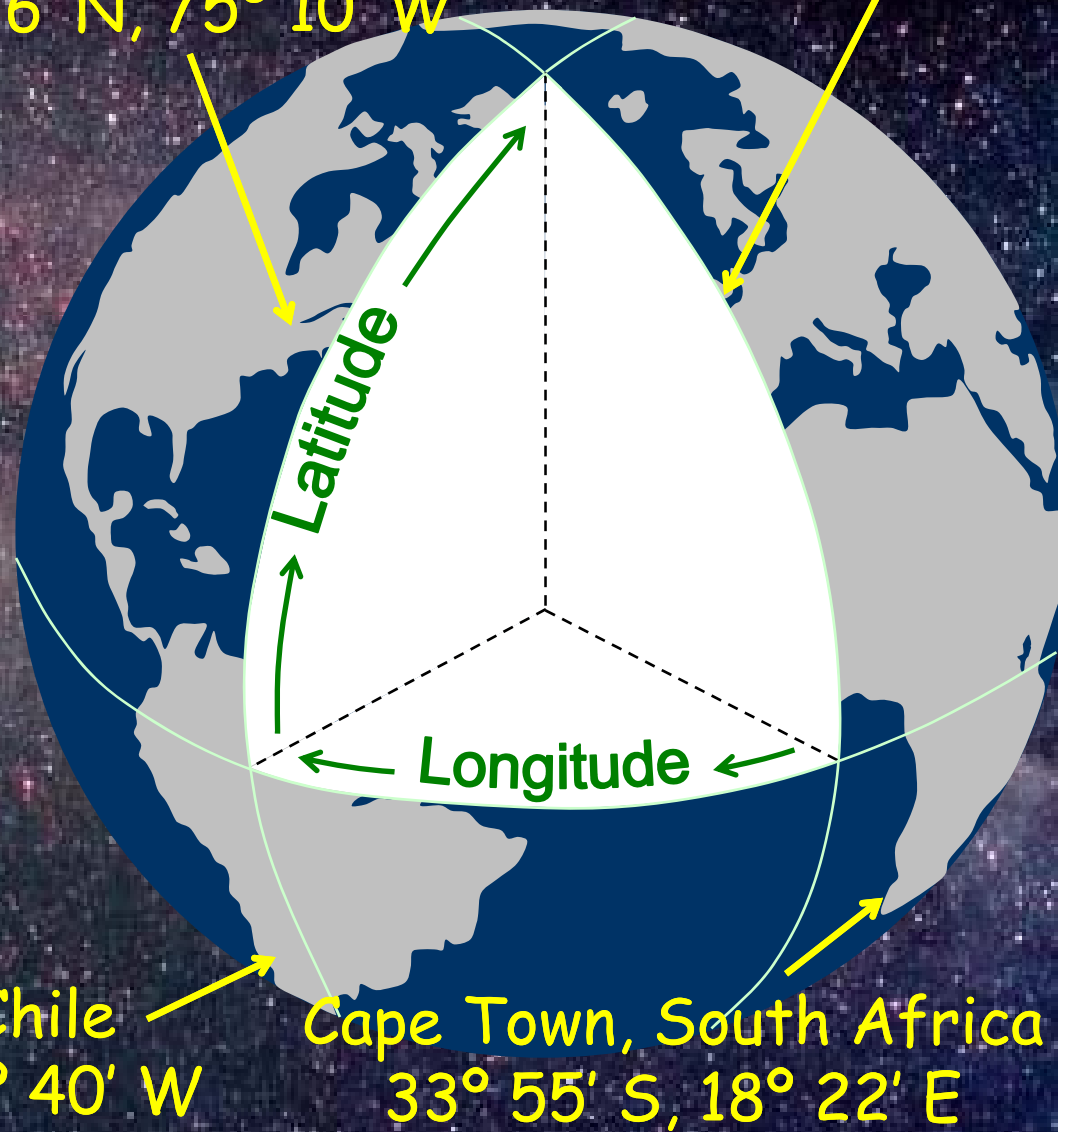 6' N, 75° 10' W
Latitude
Longitude
Chile
° 40' W
Cape Town, South Africa
33° 55' S, 18° 22' E